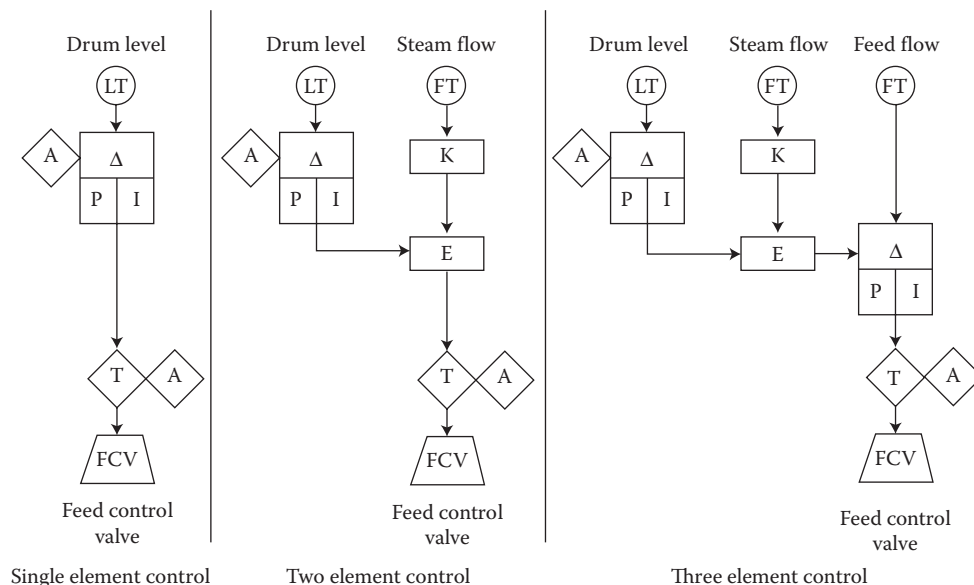 Drum level
LT
A
Δ
P I
T
A
FCV
Feed control
valve
Single element control
Drum level
Steam flow
LT
FT
A
Δ
K
P I
E
T
A
FCV
Feed control
valve
Two element control
Drum level
Steam flow
Feed flow
LT
FT
FT
A
Δ
K
P I
E
Δ
P I
T
A
FCV
Feed control
valve
Three element control